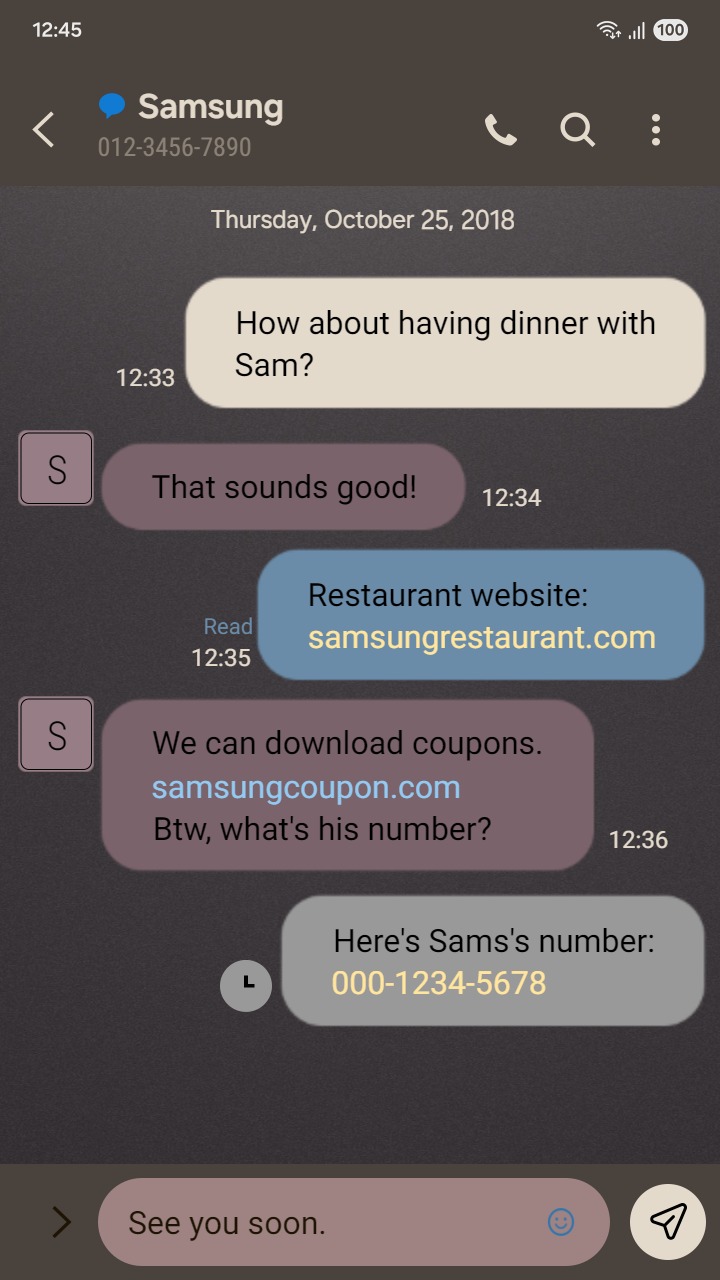 12:45
100
Samsung
012-3456-7890
Thursday, October 25, 2018
How about having dinner with
Sam?
12:33
S
That sounds good!
12:34
Restaurant website:
samsungrestaurant.com
Read
12:35
S
We can download coupons.
samsungcoupon.com
Btw, what's his number?
12:36
Here's Sams's number:
000-1234-5678
See you soon.